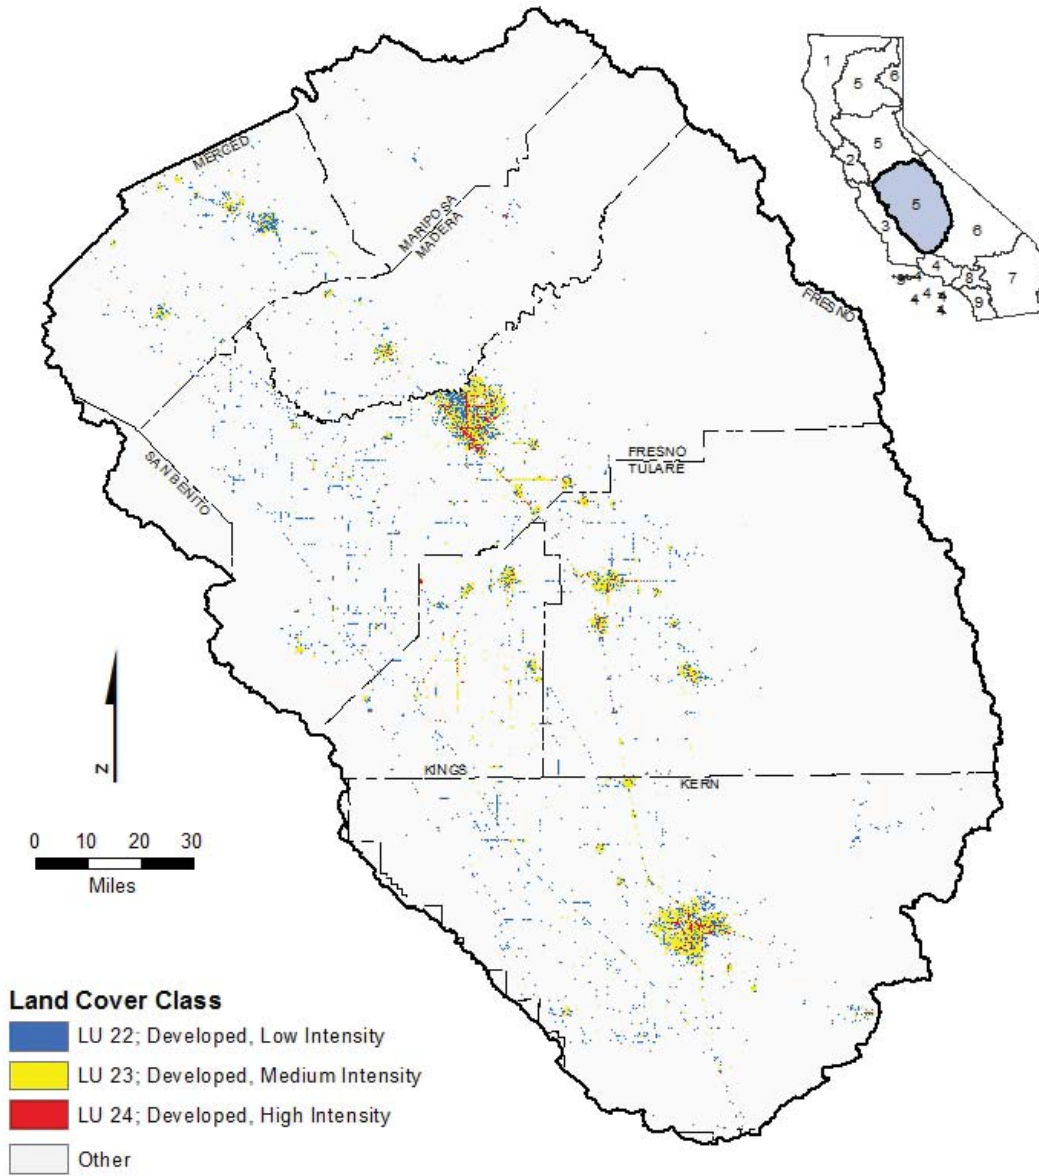 MERCED
MARIPOSA
MADERA
FRESNO
SAN BENITO
FRESNO
TULARE
KINGS
KERN
1
5
6
5
2
5
3
6
4
7
8
4
4
9
N
0 10 20 30
Miles
Land Cover Class
LU 22; Developed, Low Intensity
LU 23; Developed, Medium Intensity
LU 24; Developed, High Intensity
Other